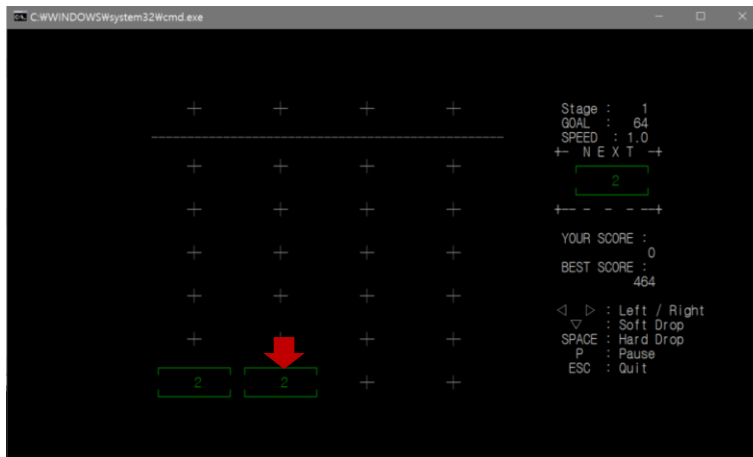 C:₩WINDOWS₩system32₩cmd.exe
Stage : 1
GOAL : 64
SPEED : 1.0
+- N E X T -+
2
+-- - - - --+
YOUR SCORE :
0
BEST SCORE :
464
◁ ▷ : Left / Right
▽ : Soft Drop
SPACE : Hard Drop
P : Pause
ESC : Quit
2 2